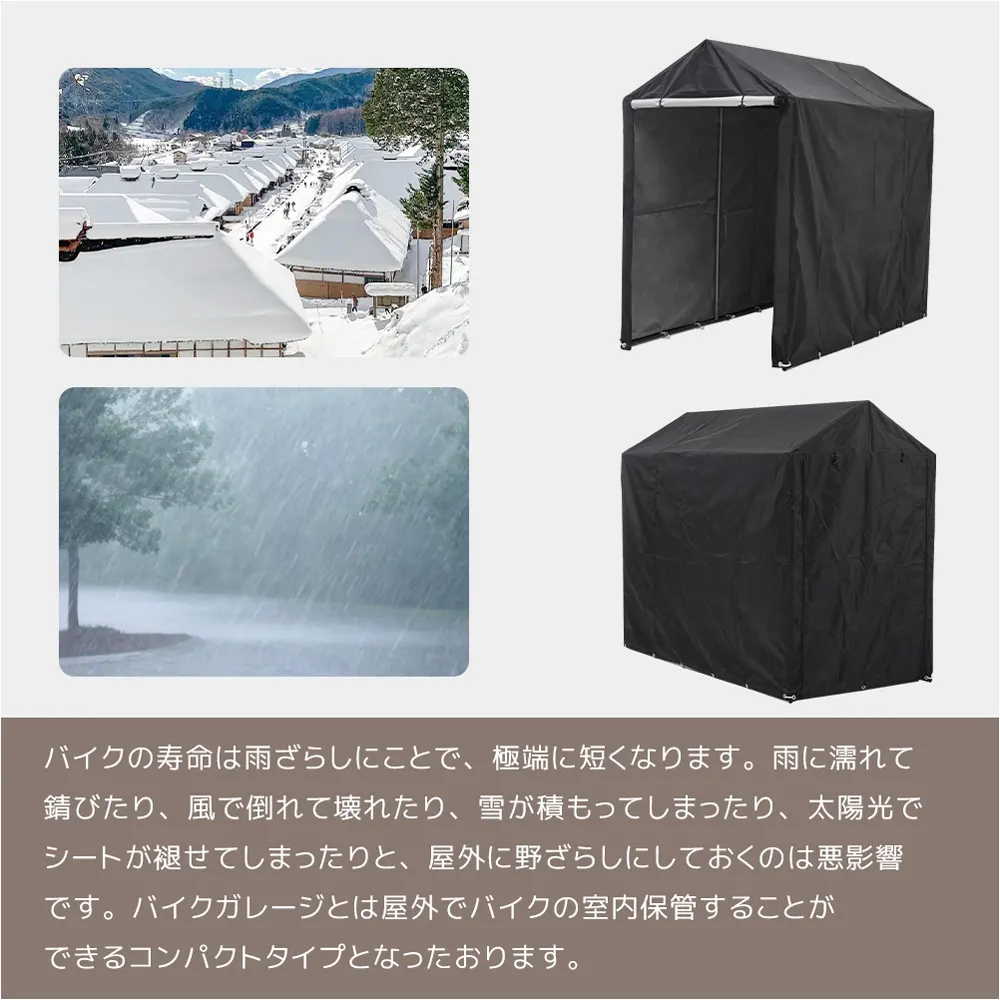 バイクの寿命は雨ざらしにことで、極端に短くなります。雨に濡れて
錆びたり、風で倒れて壊れたり、雪が積もってしまったり、太陽光で
シートが褪せてしまったりと、屋外に野ざらしにしておくのは悪影響
です。バイクガレージとは屋外でバイクの室内保管することが
できるコンパクトタイプとなったおります。